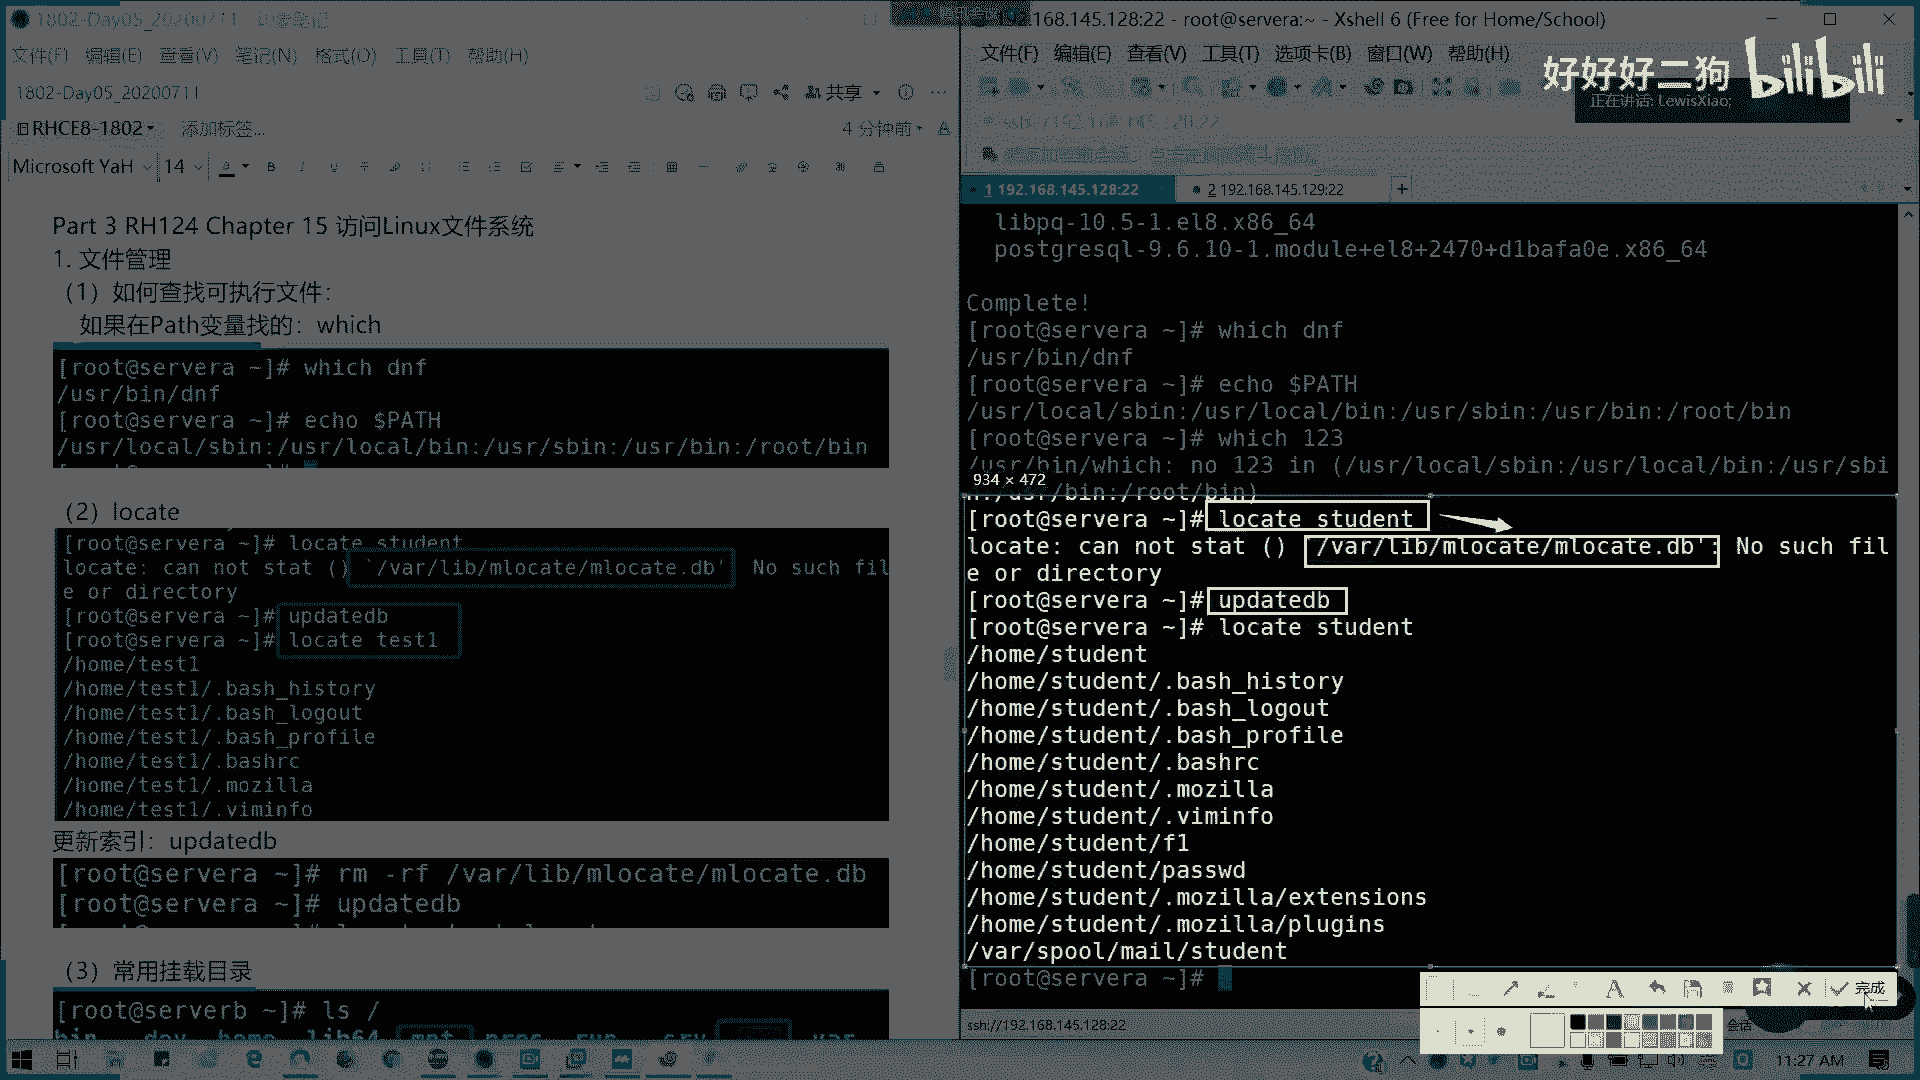 1802-Day05_20200711 - 印象笔记
文件(F) 编辑(E) 查看(V) 笔记(N) 格式(O) 工具(T) 帮助(H)
1802-Day05_20200711
共享
RHCE8-1802
添加标签...
4 分钟前
Microsoft YaH
14
Part 3 RH124 Chapter 15 访问Linux文件系统
1. 文件管理
（1）如何查找可执行文件：
如果在Path变量找的：which
[root@servera ~]# which dnf
/usr/bin/dnf
[root@servera ~]# echo $PATH
/usr/local/sbin:/usr/local/bin:/usr/sbin:/usr/bin:/root/bin
（2）locate
[root@servera ~]# locate student
locate: can not stat () `/var/lib/mlocate/mlocate.db' No such fil
e or directory
[root@servera ~]# updatedb
[root@servera ~]# locate test1
/home/test1
/home/test1/.bash_history
/home/test1/.bash_logout
/home/test1/.bash_profile
/home/test1/.bashrc
/home/test1/.mozilla
/home/test1/.viminfo
更新索引：updatedb
[root@servera ~]# rm -rf /var/lib/mlocate/mlocate.db
[root@servera ~]# updatedb
（3）常用挂载目录
[root@serverb ~]# ls /
bin dev home lib64 mnt proc run srv var
192.168.145.128:22 - root@servera:~ - Xshell 6 (Free for Home/School)
文件(F) 编辑(E) 查看(V) 工具(T) 选项卡(B) 窗口(W) 帮助(H)
好好好二狗 bilibili
正在讲话: LewisXiao;
ssh://192.168.145.128:22
1 192.168.145.128:22
2 192.168.145.129:22
libpq-10.5-1.el8.x86_64
postgresql-9.6.10-1.module+el8+2470+d1bafa0e.x86_64
Complete!
[root@servera ~]# which dnf
/usr/bin/dnf
[root@servera ~]# echo $PATH
/usr/local/sbin:/usr/local/bin:/usr/sbin:/usr/bin:/root/bin
[root@servera ~]# which 123
/usr/bin/which: no 123 in (/usr/local/sbin:/usr/local/bin:/usr/sbi
n:/usr/bin:/root/bin)
934 × 472
[root@servera ~]# locate student
locate: can not stat () `/var/lib/mlocate/mlocate.db': No such fil
e or directory
[root@servera ~]# updatedb
[root@servera ~]# locate student
/home/student
/home/student/.bash_history
/home/student/.bash_logout
/home/student/.bash_profile
/home/student/.bashrc
/home/student/.mozilla
/home/student/.viminfo
/home/student/f1
/home/student/passwd
/home/student/.mozilla/extensions
/home/student/.mozilla/plugins
/var/spool/mail/student
[root@servera ~]#
完成
ssh://192.168.145.128:22
会话
11:27 AM